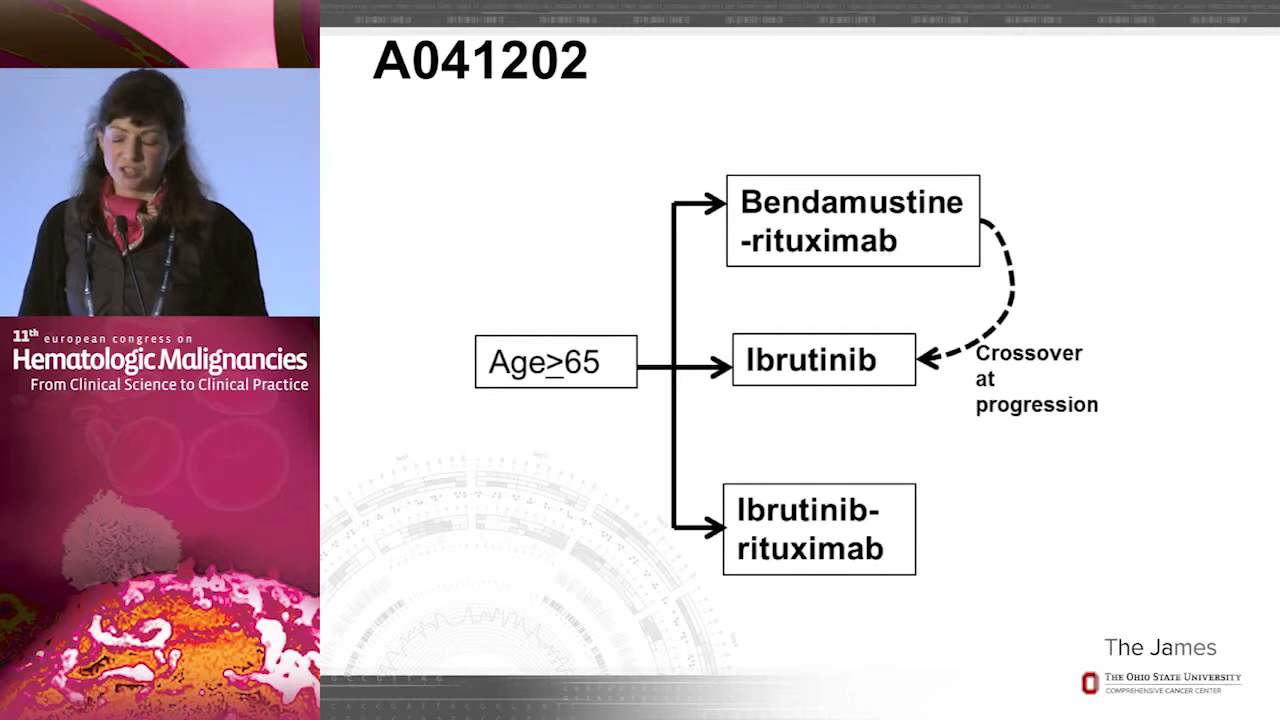 A041202
Bendamustine
-rituximab
Age≥65
Ibrutinib
Crossover
at
progression
Ibrutinib-
rituximab
11th european congress on
Hematologic Malignancies
From Clinical Science to Clinical Practice
The James
THE OHIO STATE UNIVERSITY
COMPREHENSIVE CANCER CENTER